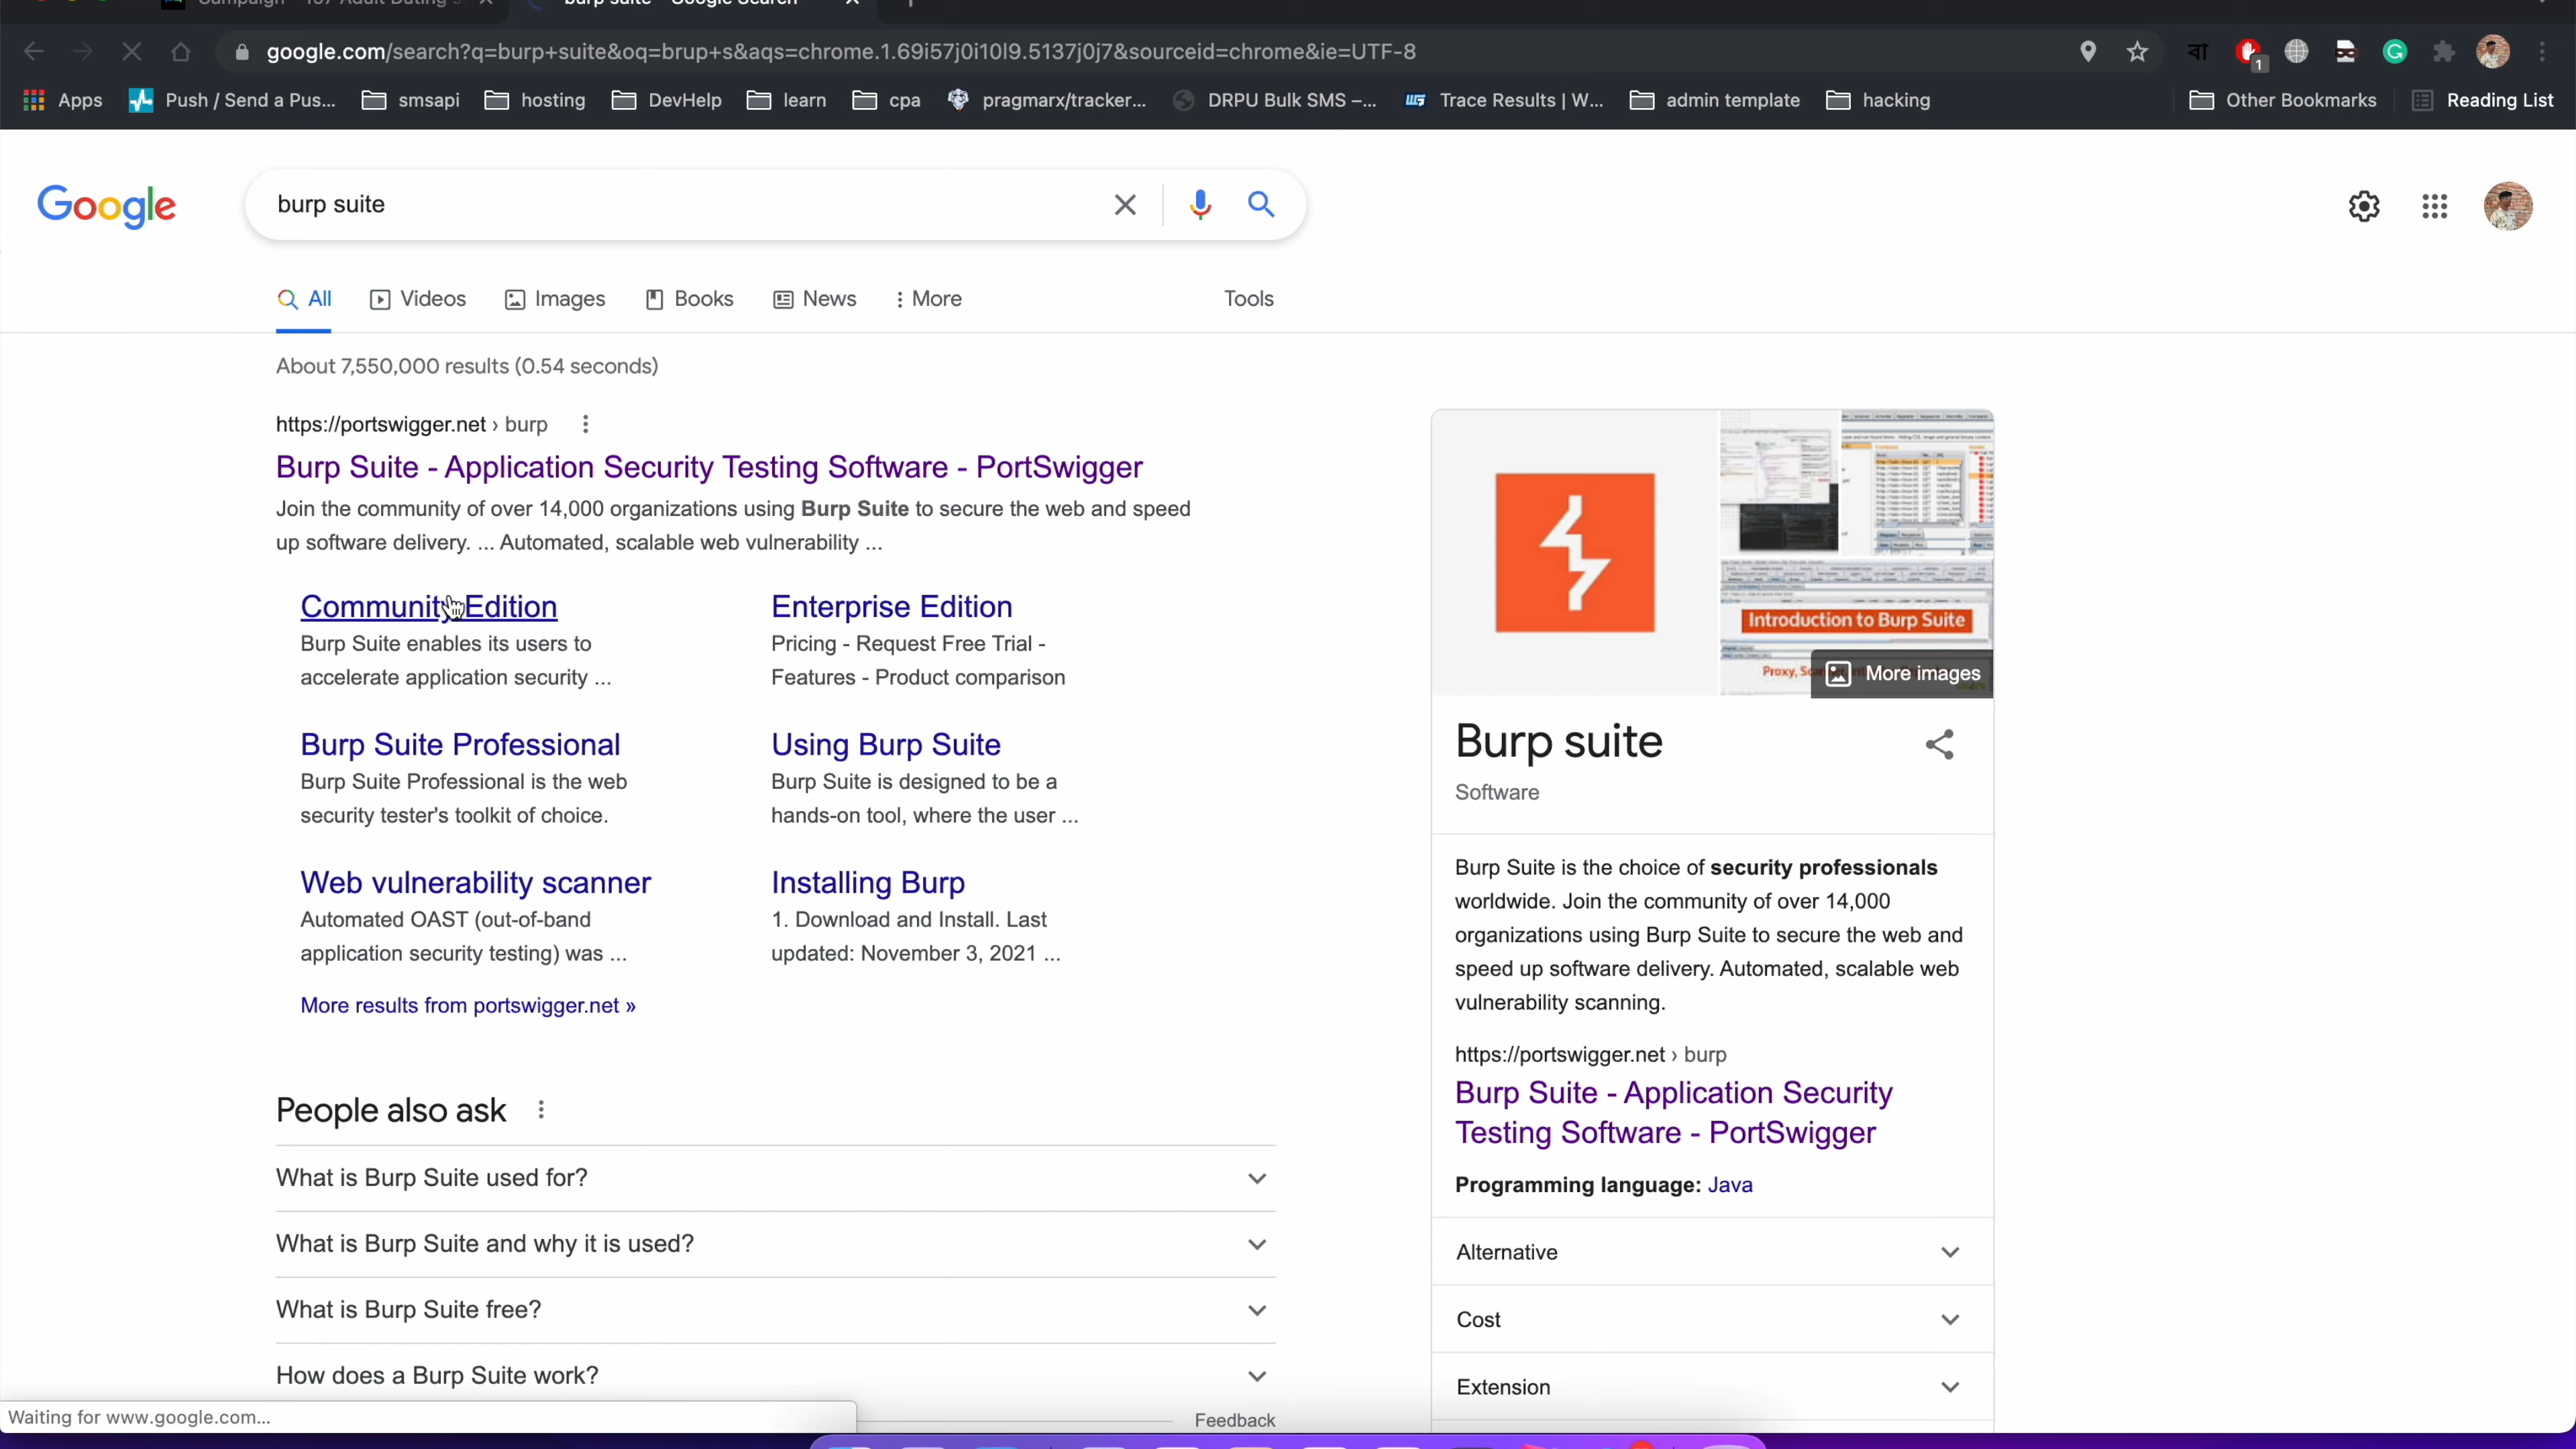 burp suite - Google Search
google.com/search?q=burp+suite&oq=brup+s&aqs=chrome.1.69i57j0i10l9.5137j0j7&sourceid=chrome&ie=UTF-8
বা
1
Apps Push / Send a Pus... smsapi hosting DevHelp learn cpa pragmarx/tracker... DRPU Bulk SMS –... Trace Results | W... admin template hacking Other Bookmarks Reading List
Google
burp suite
All Videos Images Books News More Tools
About 7,550,000 results (0.54 seconds)
https://portswigger.net › burp
Burp Suite - Application Security Testing Software - PortSwigger
Join the community of over 14,000 organizations using Burp Suite to secure the web and speed
up software delivery. ... Automated, scalable web vulnerability ...
Community Edition
Burp Suite enables its users to
accelerate application security ...
Enterprise Edition
Pricing - Request Free Trial -
Features - Product comparison
Burp Suite Professional
Burp Suite Professional is the web
security tester's toolkit of choice.
Using Burp Suite
Burp Suite is designed to be a
hands-on tool, where the user ...
Web vulnerability scanner
Automated OAST (out-of-band
application security testing) was ...
Installing Burp
1. Download and Install. Last
updated: November 3, 2021 ...
More results from portswigger.net »
People also ask
What is Burp Suite used for?
What is Burp Suite and why it is used?
What is Burp Suite free?
How does a Burp Suite work?
Feedback
Waiting for www.google.com...
Introduction to Burp Suite
Proxy,
More images
Burp suite
Software
Burp Suite is the choice of security professionals
worldwide. Join the community of over 14,000
organizations using Burp Suite to secure the web and
speed up software delivery. Automated, scalable web
vulnerability scanning.
https://portswigger.net › burp
Burp Suite - Application Security
Testing Software - PortSwigger
Programming language: Java
Alternative
Cost
Extension